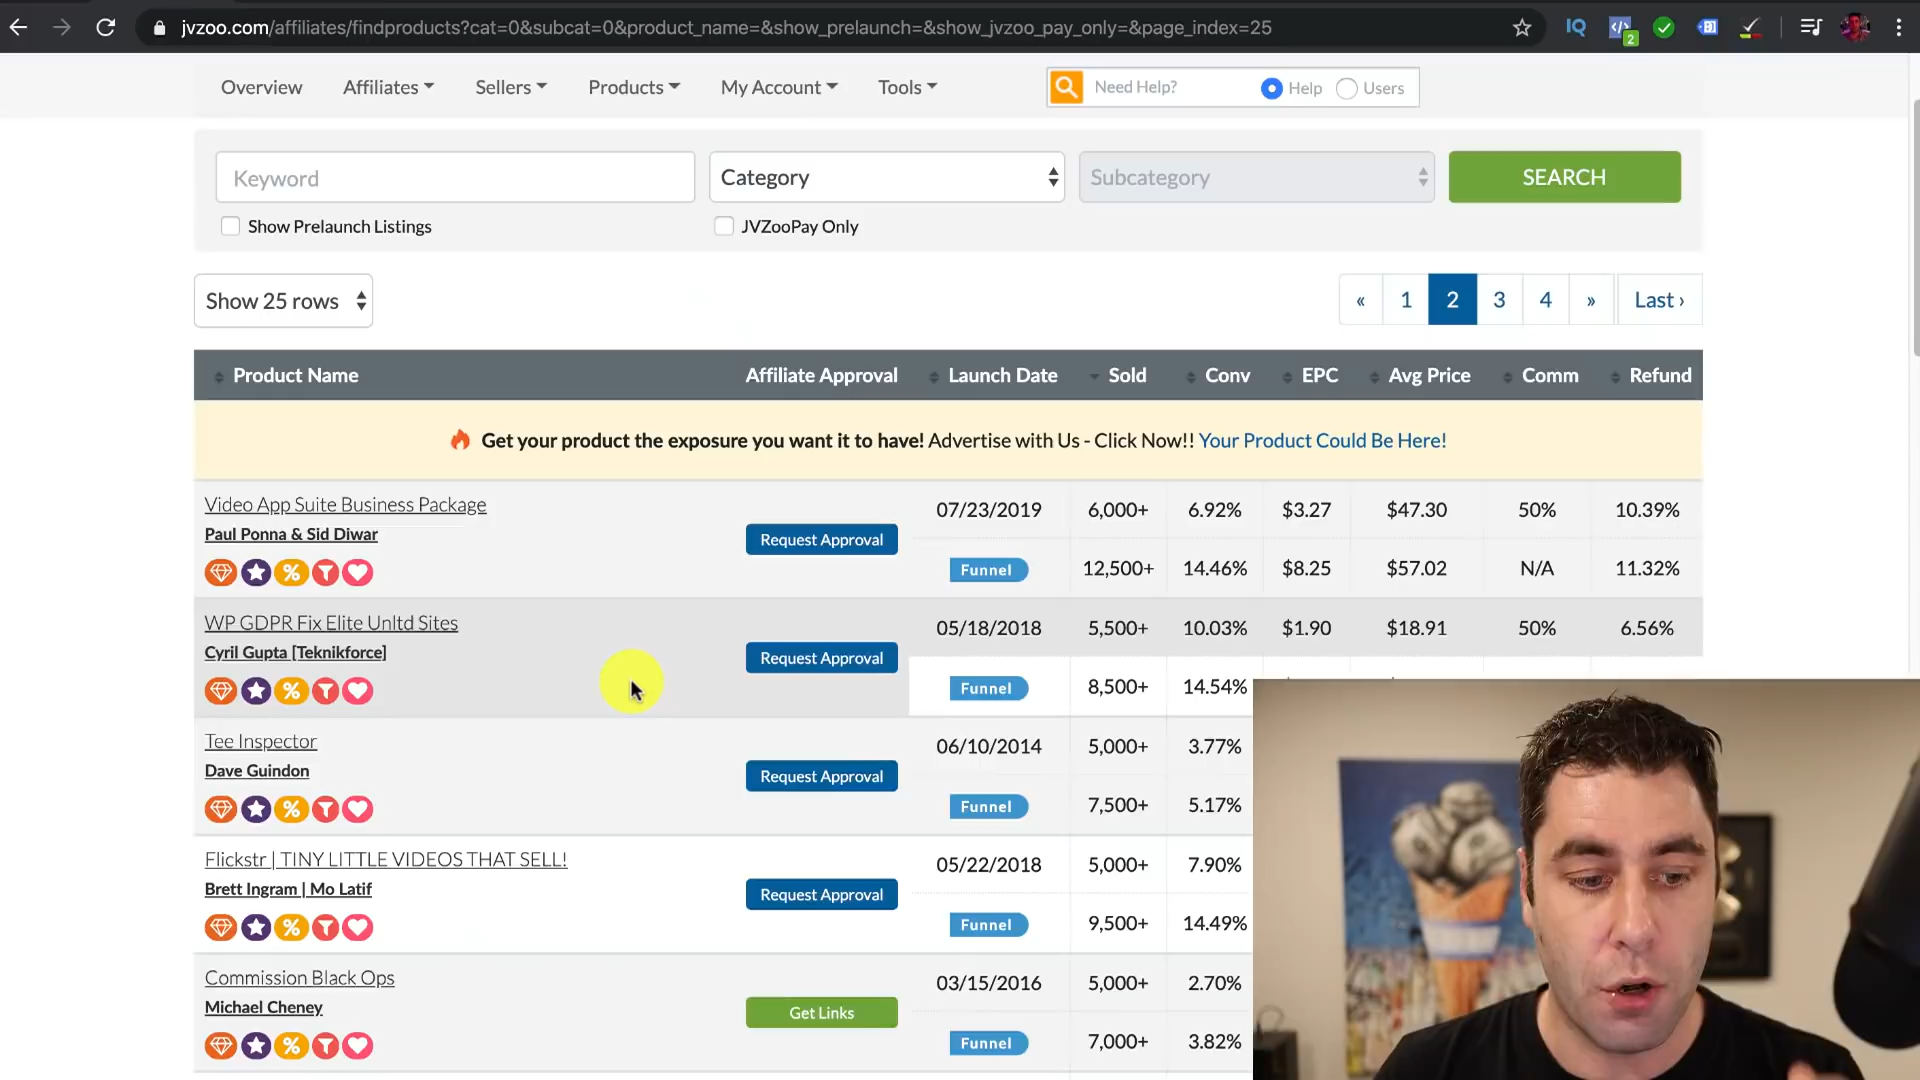 jvzoo.com/affiliates/findproducts?cat=0&subcat=0&product_name=&show_prelaunch=&show_jvzoo_pay_only=&page_index=25
2
Overview Affiliates Sellers Products My Account Tools Need Help? Help Users
Keyword Category Subcategory SEARCH
Show Prelaunch Listings JVZooPay Only
Show 25 rows « 1 2 3 4 » Last ›
Product Name Affiliate Approval Launch Date Sold Conv EPC Avg Price Comm Refund
Get your product the exposure you want it to have! Advertise with Us - Click Now!! Your Product Could Be Here!
Video App Suite Business Package 07/23/2019 6,000+ 6.92% $3.27 $47.30 50% 10.39%
Paul Ponna & Sid Diwar Request Approval
% Funnel 12,500+ 14.46% $8.25 $57.02 N/A 11.32%
WP GDPR Fix Elite Unltd Sites 05/18/2018 5,500+ 10.03% $1.90 $18.91 50% 6.56%
Cyril Gupta [Teknikforce] Request Approval
% Funnel 8,500+ 14.54%
Tee Inspector 06/10/2014 5,000+ 3.77%
Dave Guindon Request Approval
% Funnel 7,500+ 5.17%
Flickstr | TINY LITTLE VIDEOS THAT SELL! 05/22/2018 5,000+ 7.90%
Brett Ingram | Mo Latif Request Approval
% Funnel 9,500+ 14.49%
Commission Black Ops 03/15/2016 5,000+ 2.70%
Michael Cheney Get Links
% Funnel 7,000+ 3.82%